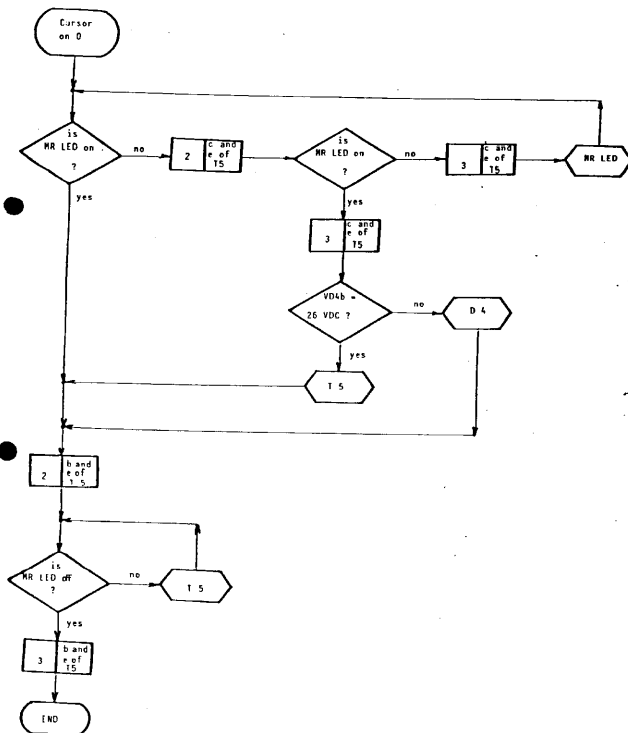 Cursor
on 0
is
MR LED on
?
no
2
c and
e of
T5
is
MR LED on
?
no
3
c and
e of
T5
MR LED
yes
yes
3
c and
e of
T5
VD4b =
26 VDC ?
no
D 4
yes
T 5
2
b and
e of
T 5
is
MR LED off
?
no
T 5
yes
3
b and
e of
T5
END